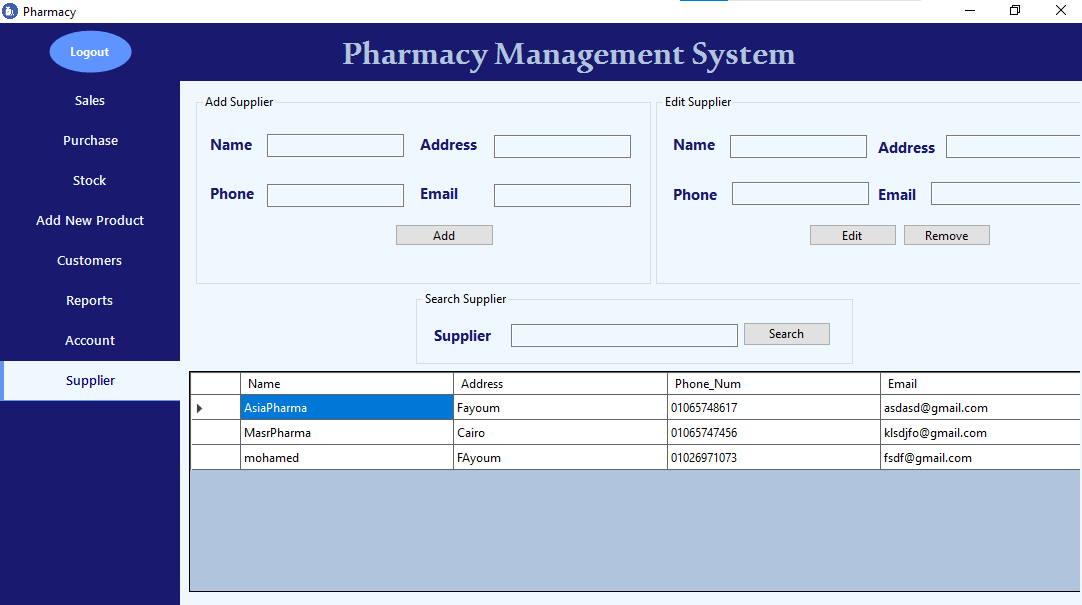 Pharmacy
Logout
Pharmacy Management System
Sales
Purchase
Stock
Add New Product
Customers
Reports
Account
Supplier
Add Supplier
Name
Address
Phone
Email
Add
Edit Supplier
Name
Address
Phone
Email
Edit Remove
Search Supplier
Supplier
Search
Name Address Phone_Num Email
AsiaPharma Fayoum 01065748617 asdasd@gmail.com
MasrPharma Cairo 01065747456 klsdjfo@gmail.com
mohamed FAyoum 01026971073 fsdf@gmail.com